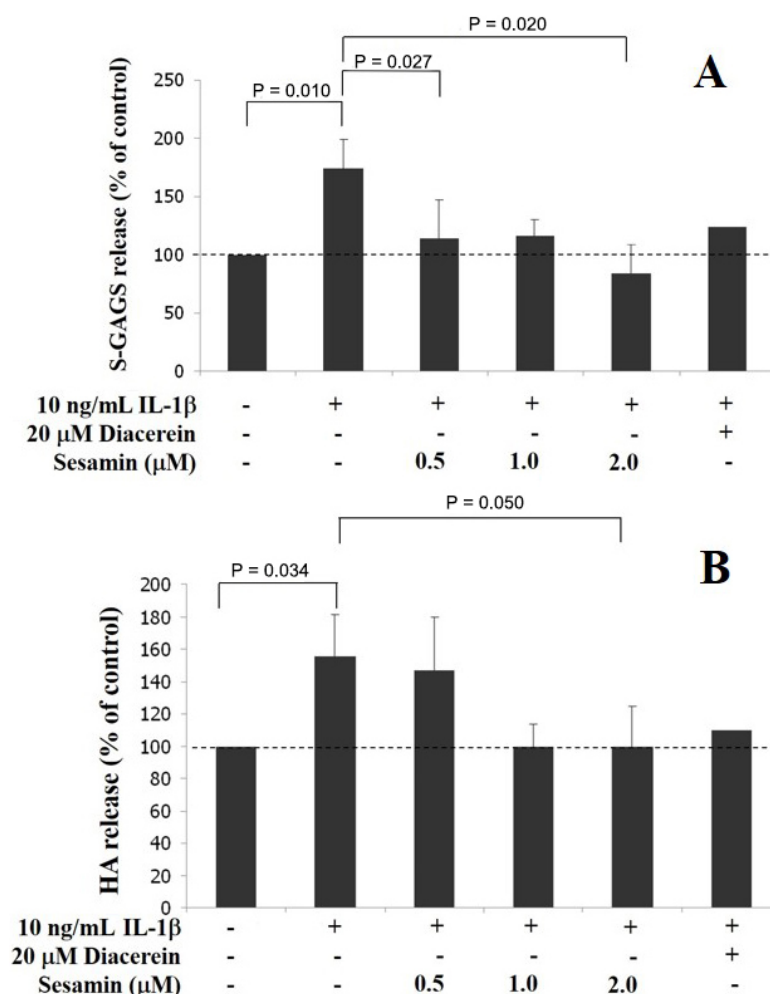 P = 0.020
A
P = 0.027
P = 0.010
S-GAGS release (% of control)
250
200
150
100
50
0
10 ng/mL IL-1β - + + + + +
20 μM Diacerein - - - - - +
Sesamin (μM) - - 0.5 1.0 2.0 -
P = 0.050
B
P = 0.034
HA release (% of control)
200
180
160
140
120
100
80
60
40
20
0
10 ng/mL IL-1β - + + + + +
20 μM Diacerein - - - - - +
Sesamin (μM) - - 0.5 1.0 2.0 -